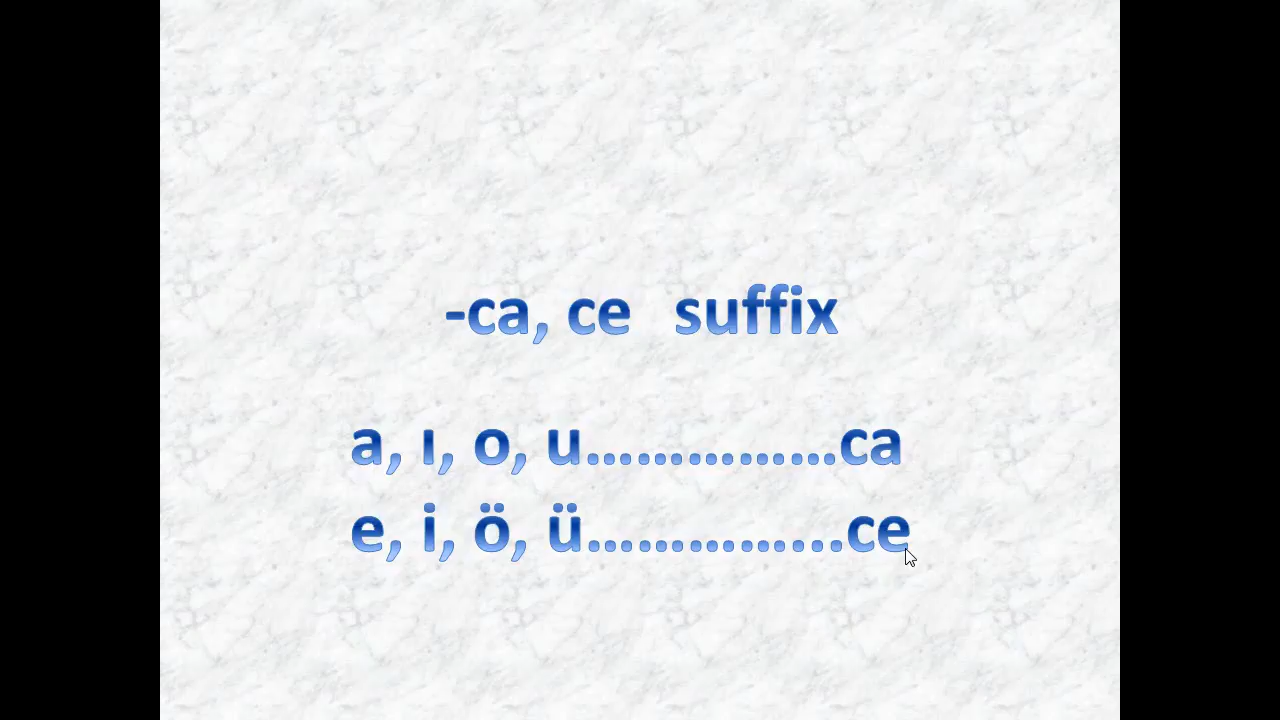 -ca, ce suffix
a, ı, o, u...............ca
e, i, ö, ü................ce